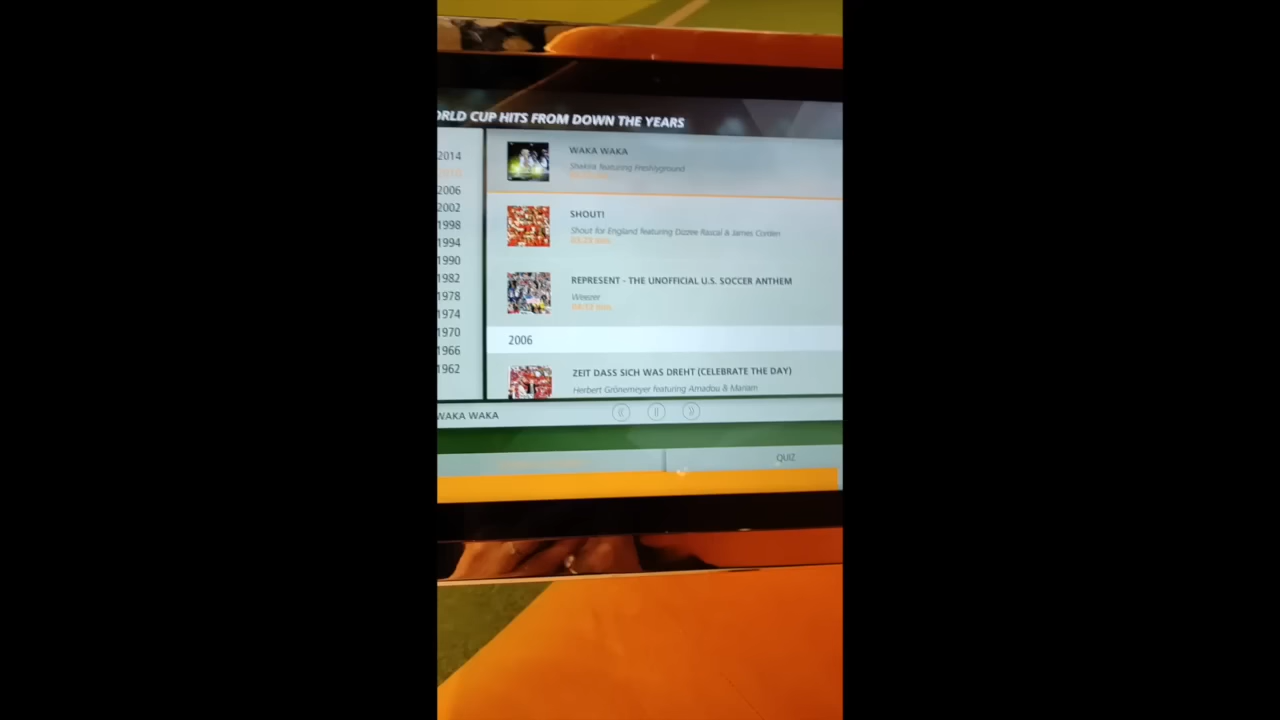 ORLD CUP HITS FROM DOWN THE YEARS
2014
2010
2006
2002
1998
1994
1990
1982
1978
1974
1970
1966
1962
WAKA WAKA
Shakira featuring Freshlyground
SHOUT!
Shout for England featuring Dizzee Rascal & James Corden
REPRESENT - THE UNOFFICIAL U.S. SOCCER ANTHEM
Weezer
2006
ZEIT DASS SICH WAS DREHT (CELEBRATE THE DAY)
Herbert Grönemeyer featuring Amadou & Mariam
WAKA WAKA
QUIZ